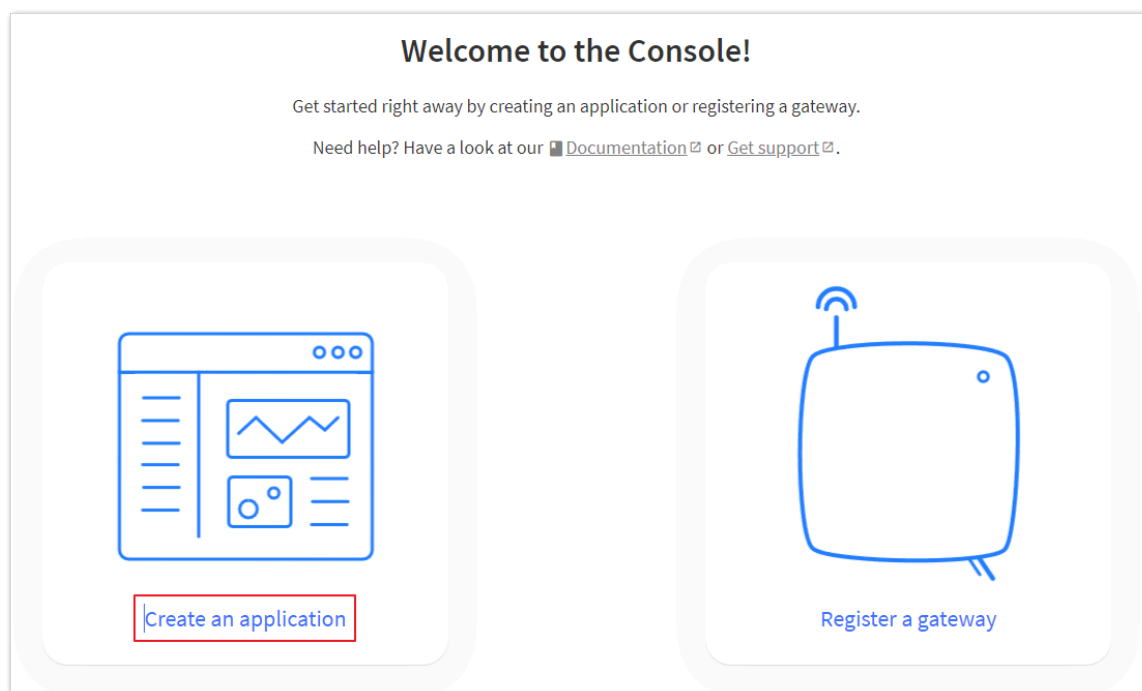 Welcome to the Console!
Get started right away by creating an application or registering a gateway.
Need help? Have a look at our Documentation or Get support.
Create an application
Register a gateway